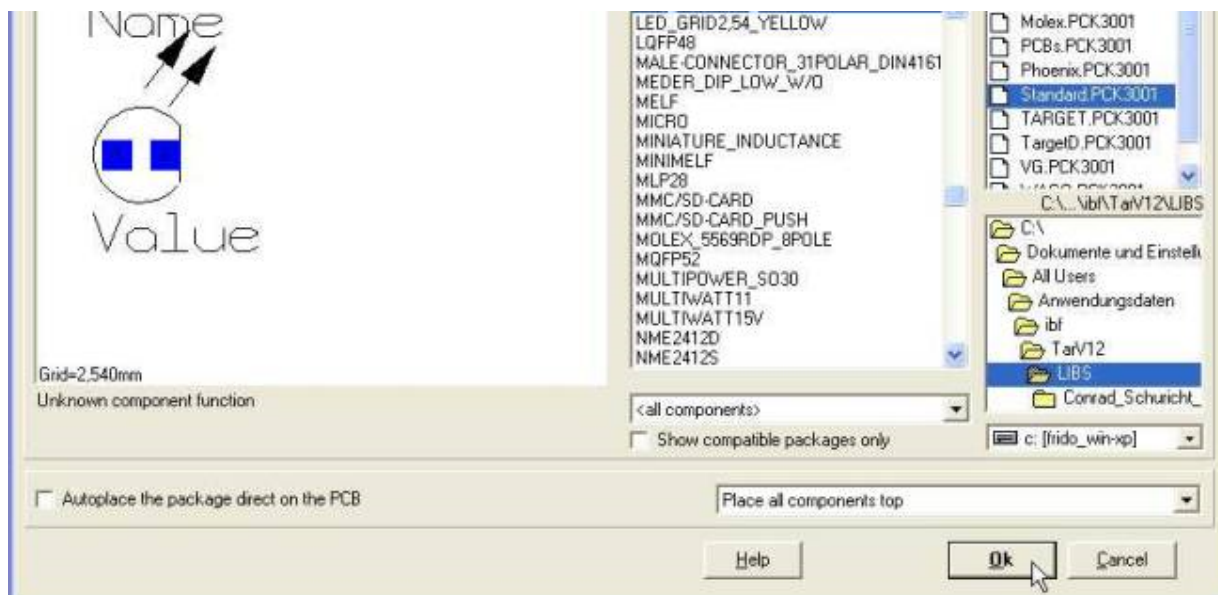 Name
Value
Grid=2,540mm
Unknown component function
LED_GRID2,54_YELLOW
LQFP48
MALE-CONNECTOR_31POLAR_DIN4161
MEDER_DIP_LOW_W/O
MELF
MICRO
MINIATURE_INDUCTANCE
MINIMELF
MLP28
MMC/SD-CARD
MMC/SD-CARD_PUSH
MOLEX_5569RDP_8POLE
MQFP52
MULTIPOWER_SO30
MULTIWATT11
MULTIWATT15V
NME2412D
NME2412S
<all components>
Show compatible packages only
Molex.PCK3001
PCBs.PCK3001
Phoenix.PCK3001
Standard.PCK3001
TARGET.PCK3001
TargetD.PCK3001
VG.PCK3001
C:\...\ibf\TarV12\LIBS
C:\
Dokumente und Einstell
All Users
Anwendungsdaten
ibf
TarV12
LIBS
Conrad_Schuricht_
c: [frido_win-xp]
Autoplace the package direct on the PCB
Place all components top
Help
Ok
Cancel